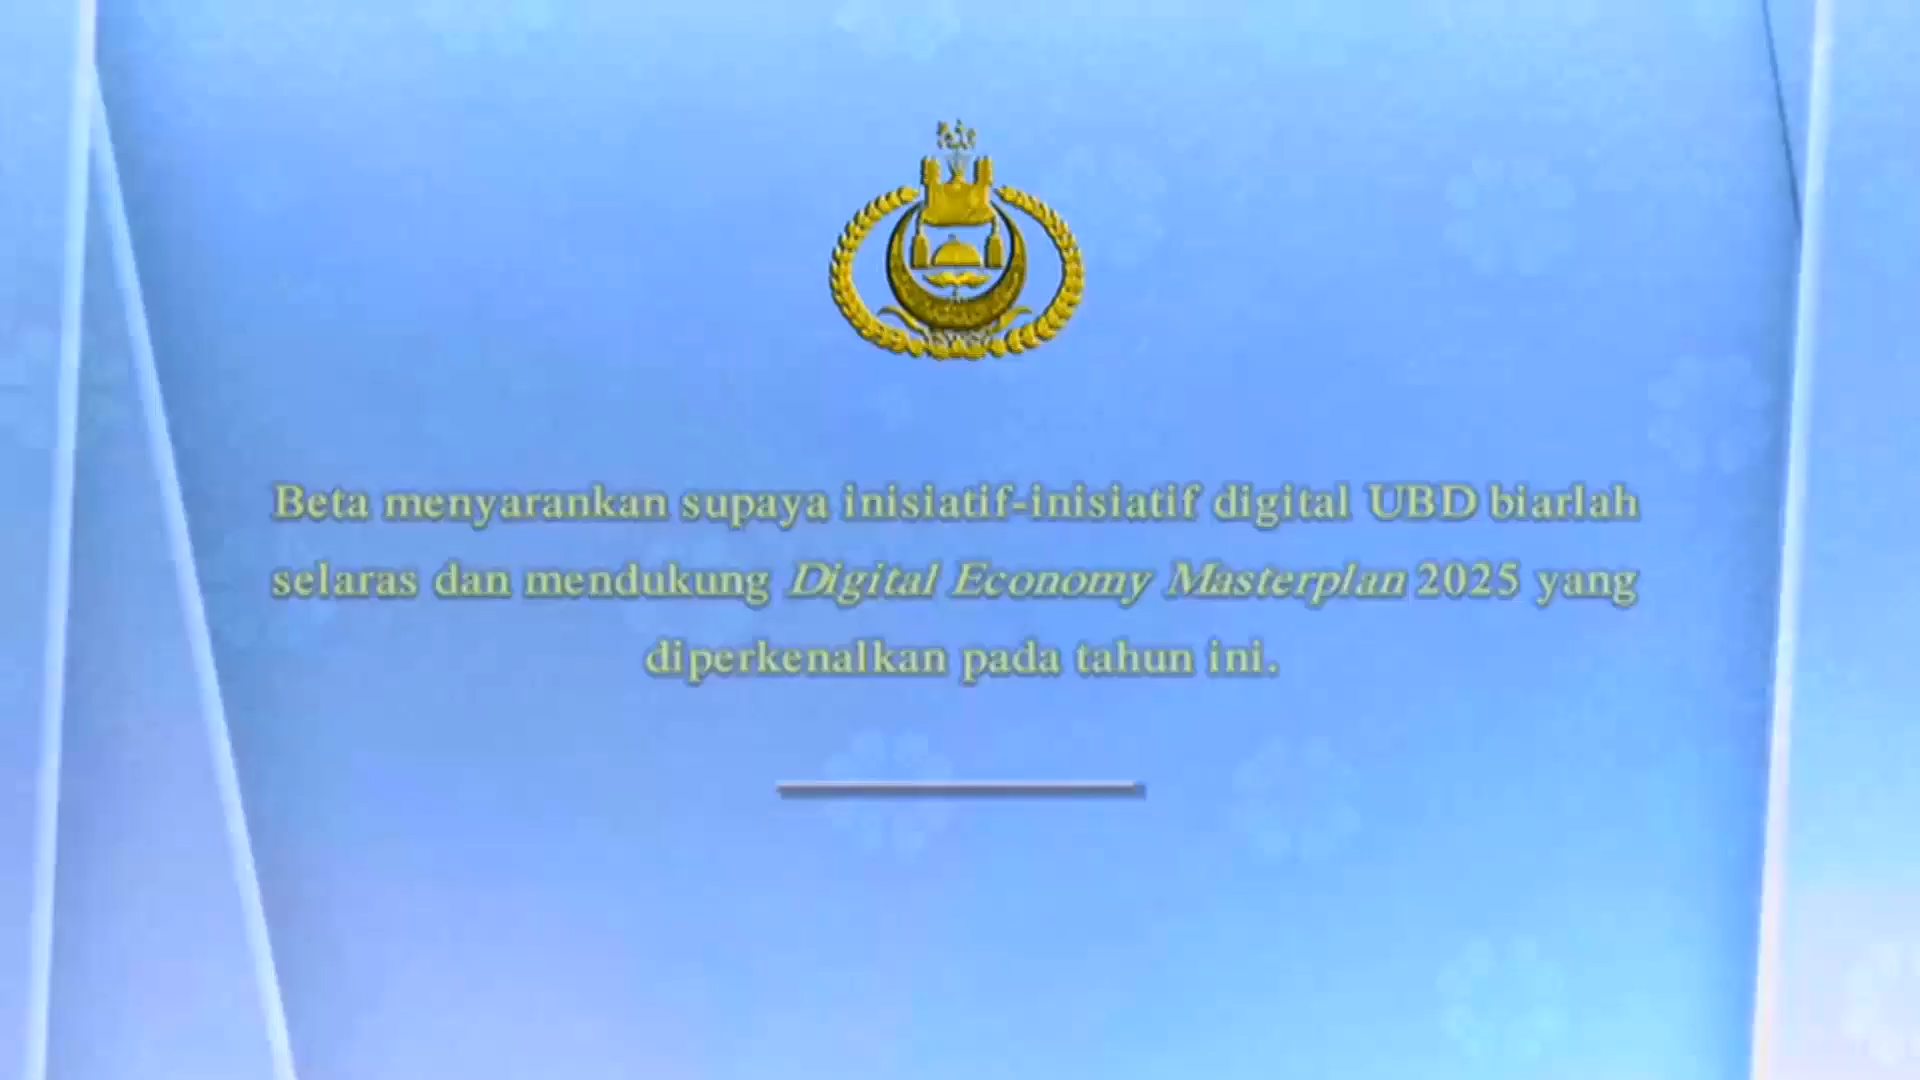 Beta menyarankan supaya inisiatif-inisiatif digital UBD biarlah
selaras dan mendukung Digital Economy Masterplan 2025 yang
diperkenalkan pada tahun ini.